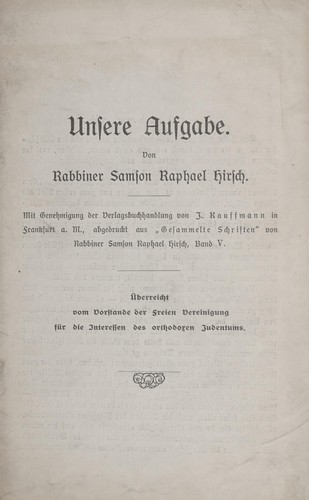 Unsere Aufgabe.
Von
Rabbiner Samson Raphael Hirsch.
Mit Genehmigung der Verlagsbuchhandlung von J. Kauffmann in
Frankfurt a. M., abgedruckt aus „Gesammelte Schriften" von
Rabbiner Samson Raphael Hirsch, Band V.
Überreicht
vom Vorstande der Freien Vereinigung
für die Interessen des orthodoxen Judentums.